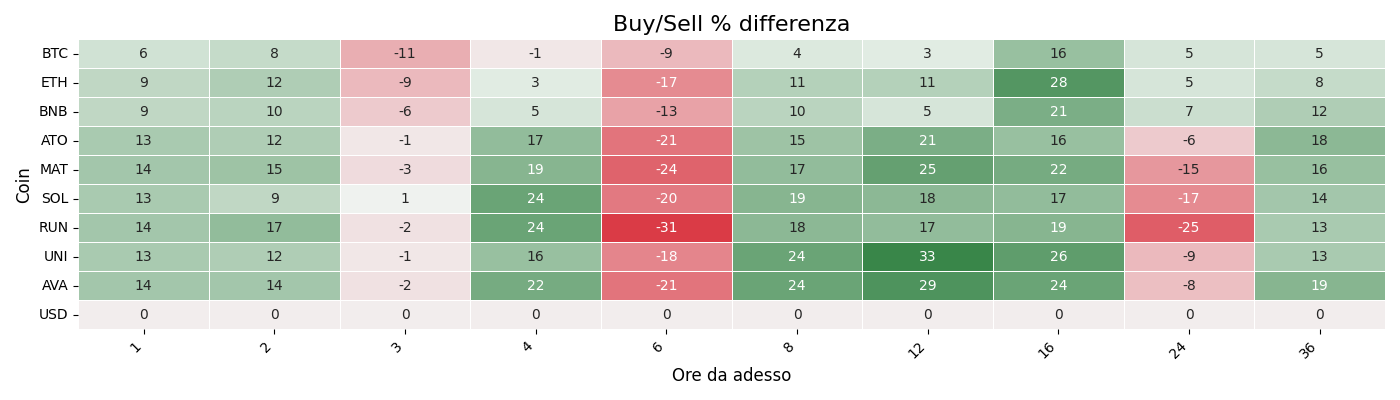 Buy/Sell % differenza
BTC 6 8 -11 -1 -9 4 3 16 5 5
ETH 9 12 -9 3 -17 11 11 28 5 8
BNB 9 10 -6 5 -13 10 5 21 7 12
ATO 13 12 -1 17 -21 15 21 16 -6 18
MAT 14 15 -3 19 -24 17 25 22 -15 16
SOL 13 9 1 24 -20 19 18 17 -17 14
RUN 14 17 -2 24 -31 18 17 19 -25 13
UNI 13 12 -1 16 -18 24 33 26 -9 13
AVA 14 14 -2 22 -21 24 29 24 -8 19
USD 0 0 0 0 0 0 0 0 0 0
Coin
1 2 3 4 6 8 12 16 24 36
Ore da adesso